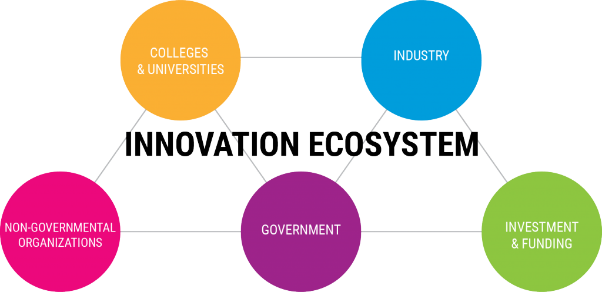 COLLEGES
& UNIVERSITIES
INDUSTRY
INNOVATION ECOSYSTEM
NON-GOVERNMENTAL
ORGANIZATIONS
GOVERNMENT
INVESTMENT
& FUNDING